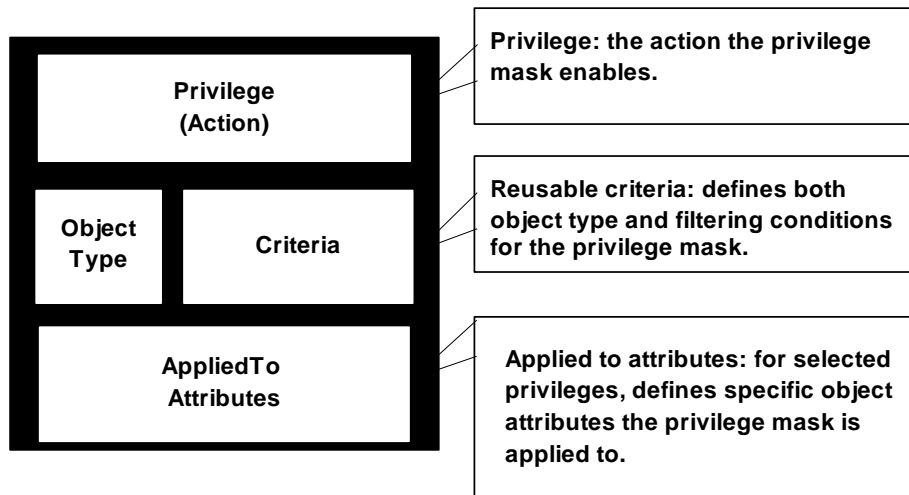 Privilege
(Action)
Privilege: the action the privilege
mask enables.
Object
Type
Criteria
Reusable criteria: defines both
object type and filtering conditions
for the privilege mask.
AppliedTo
Attributes
Applied to attributes: for selected
privileges, defines specific object
attributes the privilege mask is
applied to.